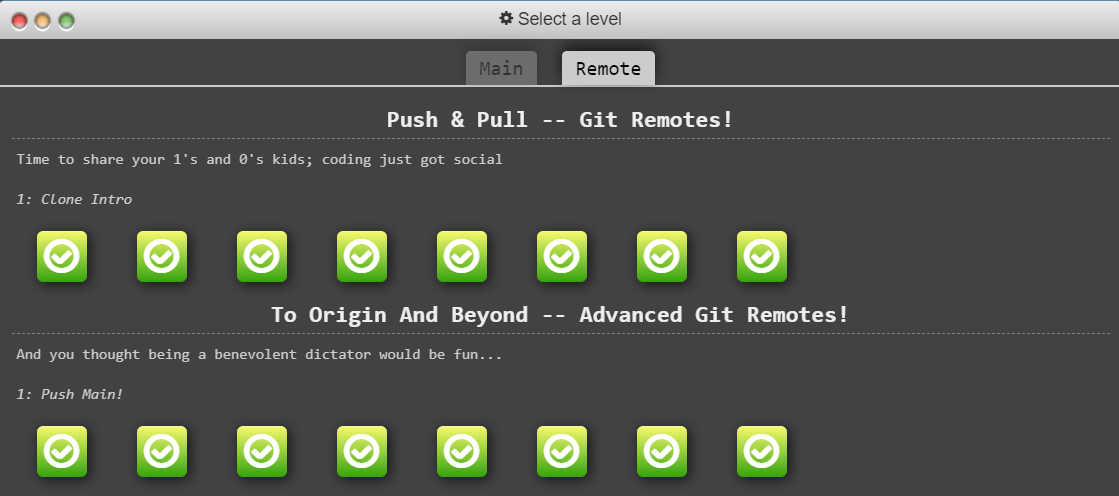 Select a level
Main
Remote
Push & Pull -- Git Remotes!
Time to share your 1's and 0's kids; coding just got social
1: Clone Intro
To Origin And Beyond -- Advanced Git Remotes!
And you thought being a benevolent dictator would be fun...
1: Push Main!